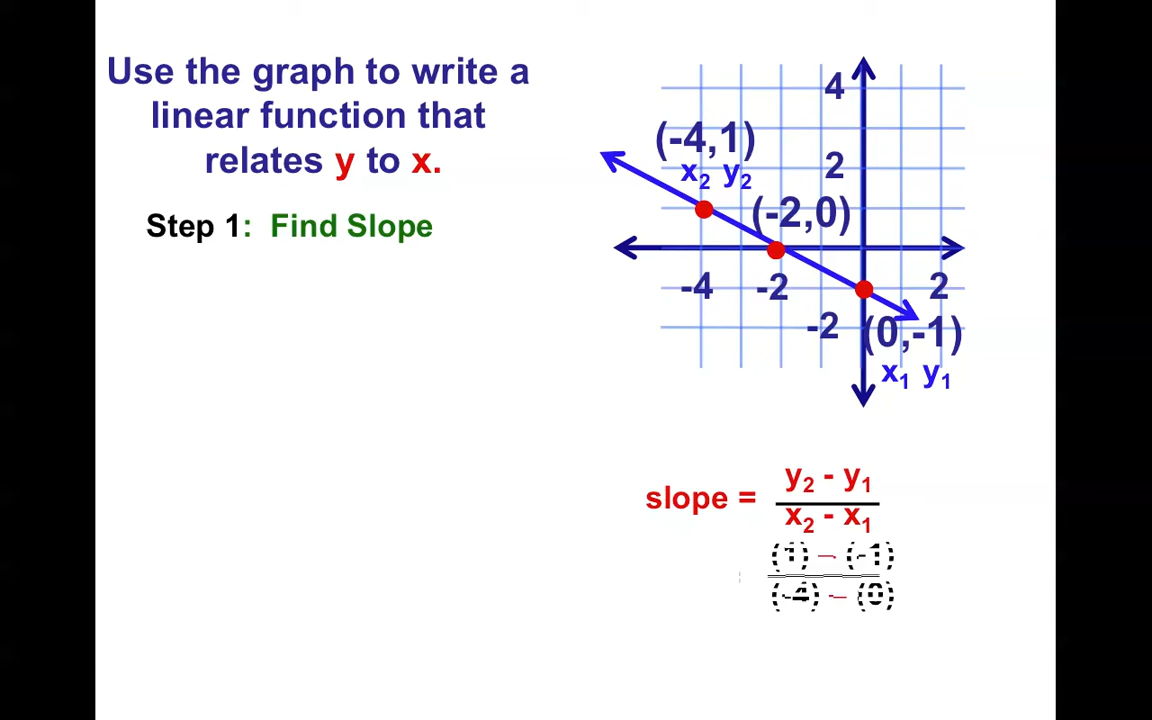 Use the graph to write a
linear function that
relates y to x.
Step 1: Find Slope
4
(-4,1)
x₂ y₂
2
(-2,0)
-4 -2 2
-2
(0,-1)
x₁ y₁
slope = y₂ - y₁
x₂ - x₁
(1) – (-1)
(-4) – (0)